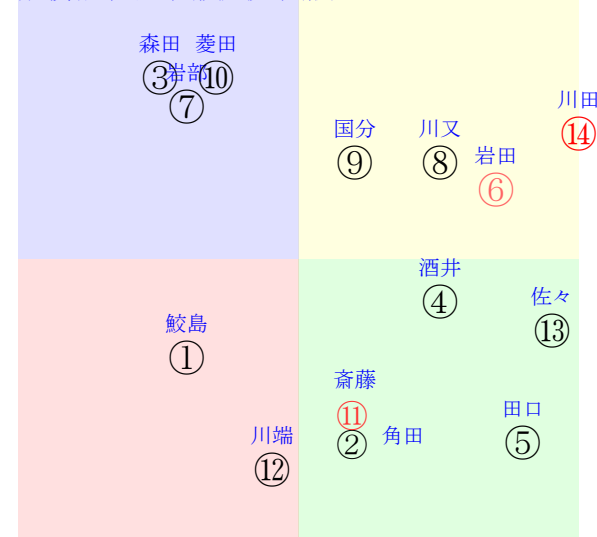 森田 菱田
③ 岩部 ⑩
⑦
川田
⑭
国分 川又
⑨ ⑧
岩田
⑥
酒井
④
佐々
⑬
鮫島
①
斎藤
⑪
② 角田
田口
⑤
川端
⑫